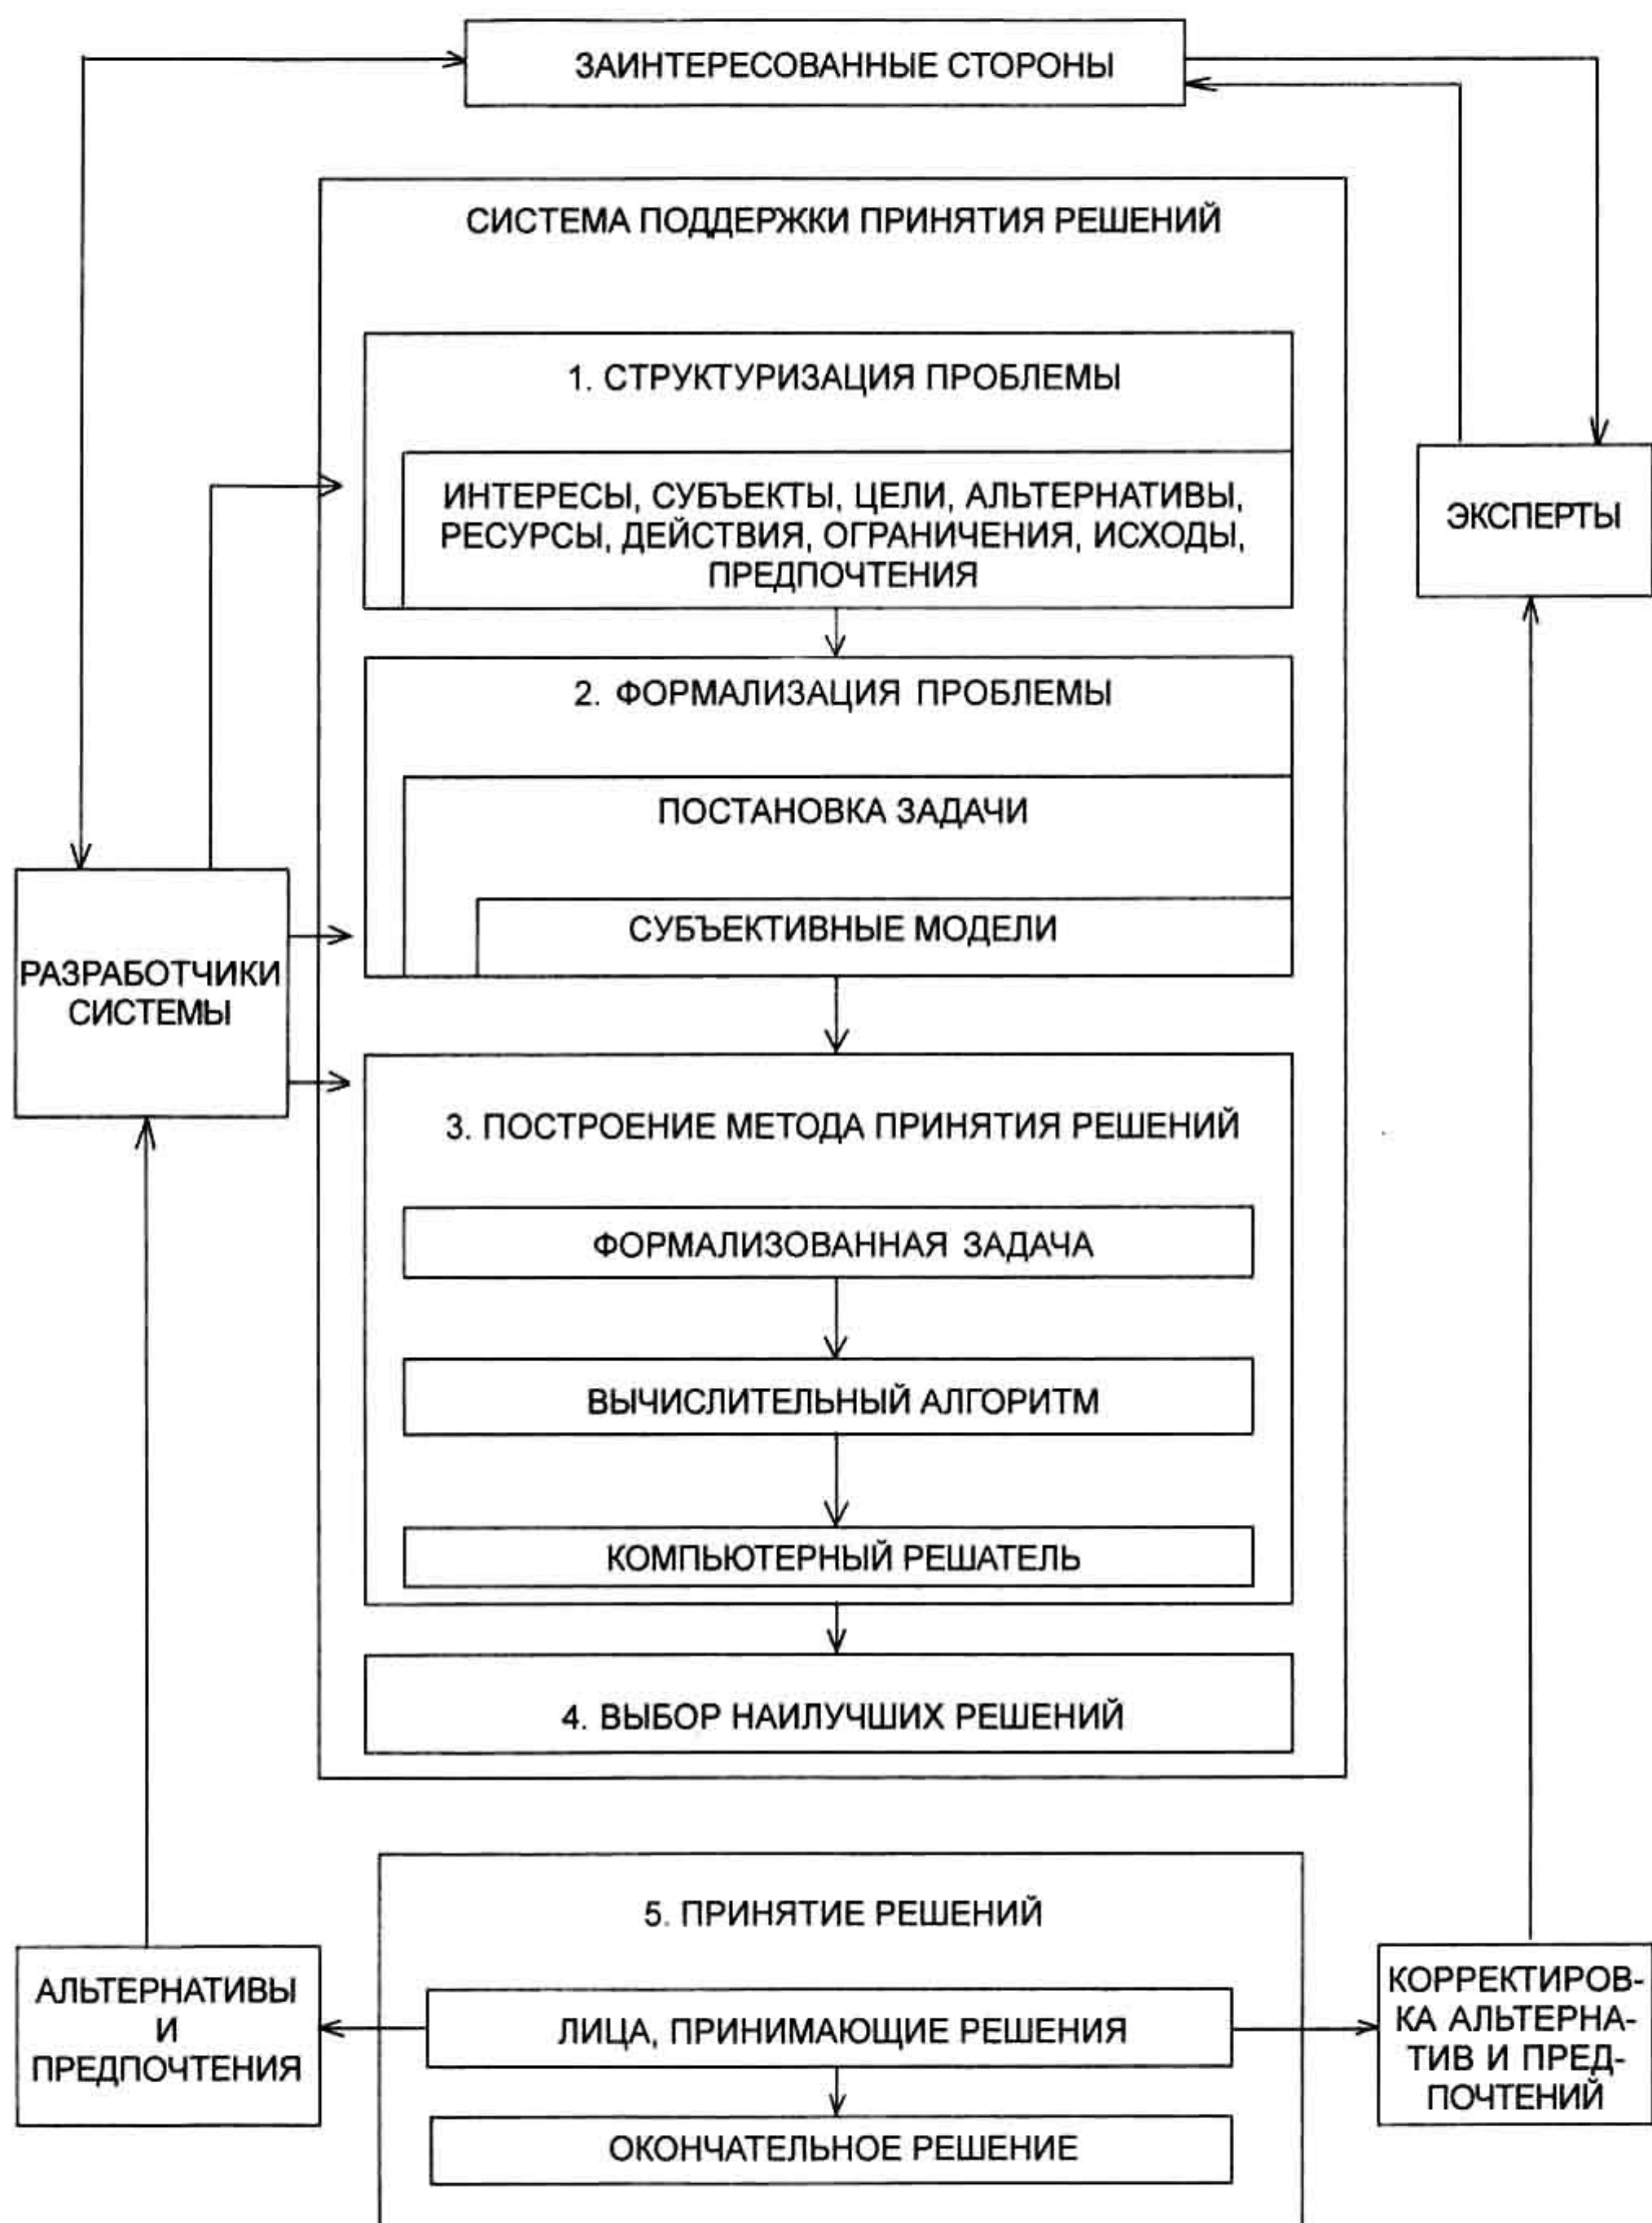 ЗАИНТЕРЕСОВАННЫЕ СТОРОНЫ
СИСТЕМА ПОДДЕРЖКИ ПРИНЯТИЯ РЕШЕНИЙ
1. СТРУКТУРИЗАЦИЯ ПРОБЛЕМЫ
ИНТЕРЕСЫ, СУБЪЕКТЫ, ЦЕЛИ, АЛЬТЕРНАТИВЫ,
РЕСУРСЫ, ДЕЙСТВИЯ, ОГРАНИЧЕНИЯ, ИСХОДЫ,
ПРЕДПОЧТЕНИЯ
ЭКСПЕРТЫ
2. ФОРМАЛИЗАЦИЯ ПРОБЛЕМЫ
ПОСТАНОВКА ЗАДАЧИ
СУБЪЕКТИВНЫЕ МОДЕЛИ
РАЗРАБОТЧИКИ
СИСТЕМЫ
3. ПОСТРОЕНИЕ МЕТОДА ПРИНЯТИЯ РЕШЕНИЙ
ФОРМАЛИЗОВАННАЯ ЗАДАЧА
ВЫЧИСЛИТЕЛЬНЫЙ АЛГОРИТМ
КОМПЬЮТЕРНЫЙ РЕШАТЕЛЬ
4. ВЫБОР НАИЛУЧШИХ РЕШЕНИЙ
5. ПРИНЯТИЕ РЕШЕНИЙ
АЛЬТЕРНАТИВЫ
И
ПРЕДПОЧТЕНИЯ
ЛИЦА, ПРИНИМАЮЩИЕ РЕШЕНИЯ
ОКОНЧАТЕЛЬНОЕ РЕШЕНИЕ
КОРРЕКТИРОВ-
КА АЛЬТЕРНА-
ТИВ И ПРЕД-
ПОЧТЕНИЙ